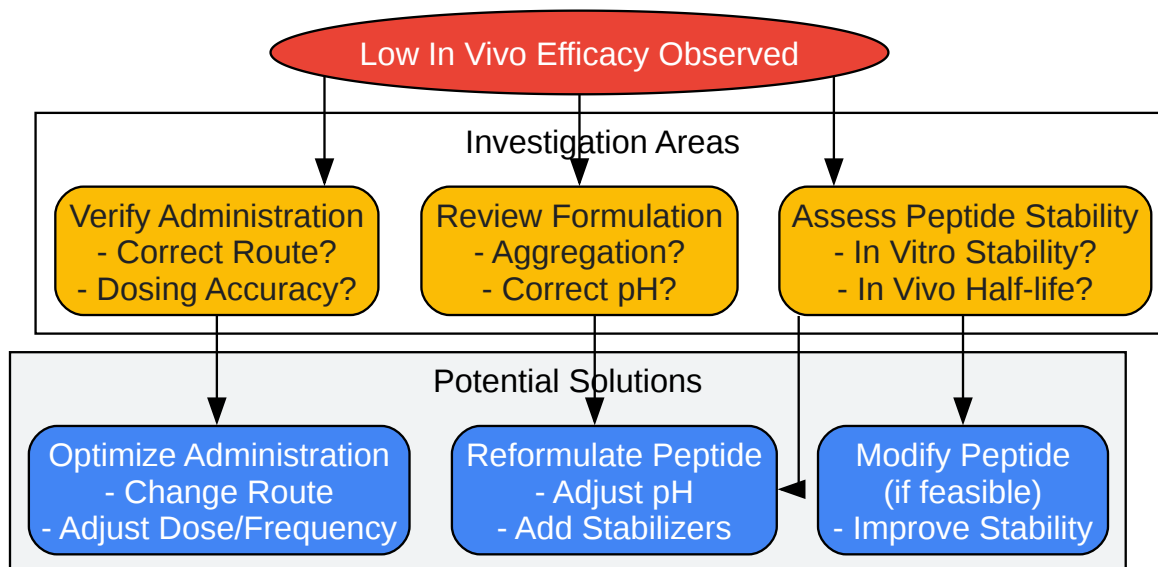 Low In Vivo Efficacy Observed
Investigation Areas
Verify Administration
- Correct Route?
- Dosing Accuracy?
Review Formulation
- Aggregation?
- Correct pH?
Assess Peptide Stability
- In Vitro Stability?
- In Vivo Half-life?
Potential Solutions
Optimize Administration
- Change Route
- Adjust Dose/Frequency
Reformulate Peptide
- Adjust pH
- Add Stabilizers
Modify Peptide
(if feasible)
- Improve Stability